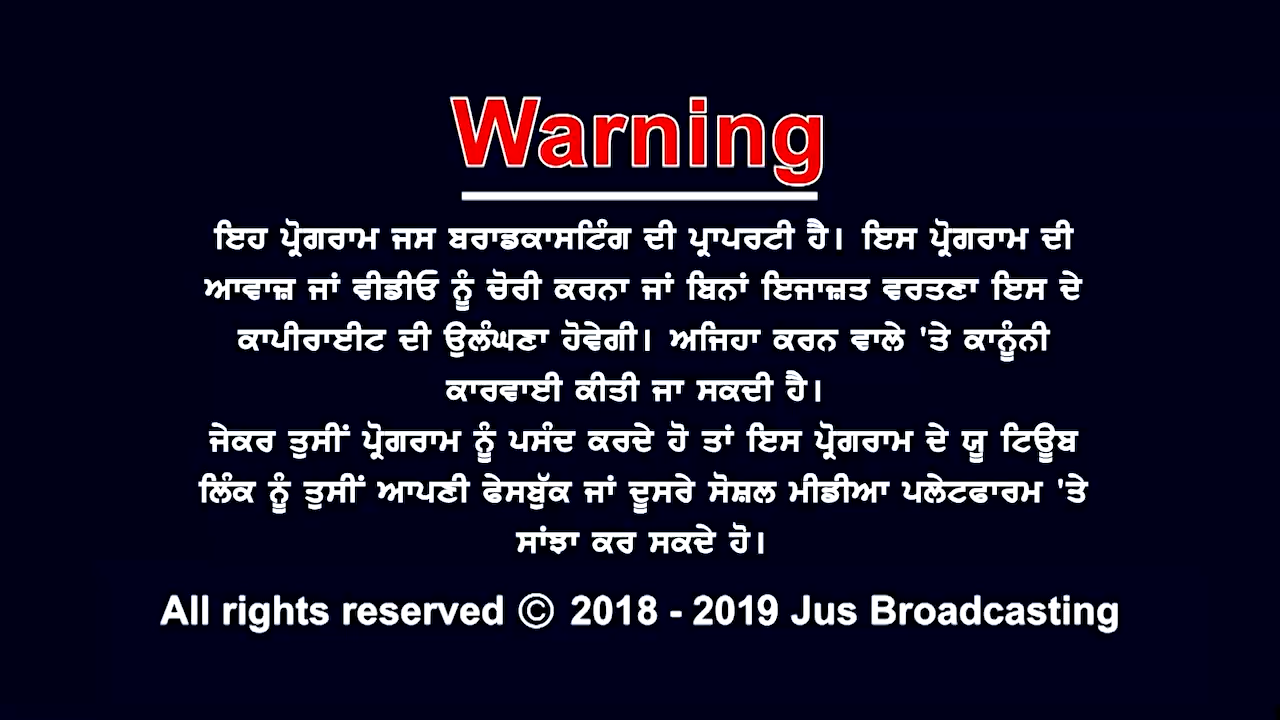 Warning
ਇਹ ਪ੍ਰੋਗਰਾਮ ਜਸ ਬਰਾਡਕਾਸਟਿੰਗ ਦੀ ਪ੍ਰਾਪਰਟੀ ਹੈ। ਇਸ ਪ੍ਰੋਗਰਾਮ ਦੀ
ਆਵਾਜ਼ ਜਾਂ ਵੀਡੀਓ ਨੂੰ ਚੋਰੀ ਕਰਨਾ ਜਾਂ ਬਿਨਾਂ ਇਜਾਜ਼ਤ ਵਰਤਣਾ ਇਸ ਦੇ
ਕਾਪੀਰਾਈਟ ਦੀ ਉਲੰਘਣਾ ਹੋਵੇਗੀ। ਅਜਿਹਾ ਕਰਨ ਵਾਲੇ 'ਤੇ ਕਾਨੂੰਨੀ
ਕਾਰਵਾਈ ਕੀਤੀ ਜਾ ਸਕਦੀ ਹੈ।
ਜੇਕਰ ਤੁਸੀਂ ਪ੍ਰੋਗਰਾਮ ਨੂੰ ਪਸੰਦ ਕਰਦੇ ਹੋ ਤਾਂ ਇਸ ਪ੍ਰੋਗਰਾਮ ਦੇ ਯੂ ਟਿਊਬ
ਲਿੰਕ ਨੂੰ ਤੁਸੀਂ ਆਪਣੀ ਫੇਸਬੁੱਕ ਜਾਂ ਦੂਸਰੇ ਸੋਸ਼ਲ ਮੀਡੀਆ ਪਲੇਟਫਾਰਮ 'ਤੇ
ਸਾਂਝਾ ਕਰ ਸਕਦੇ ਹੋ।
All rights reserved © 2018 - 2019 Jus Broadcasting